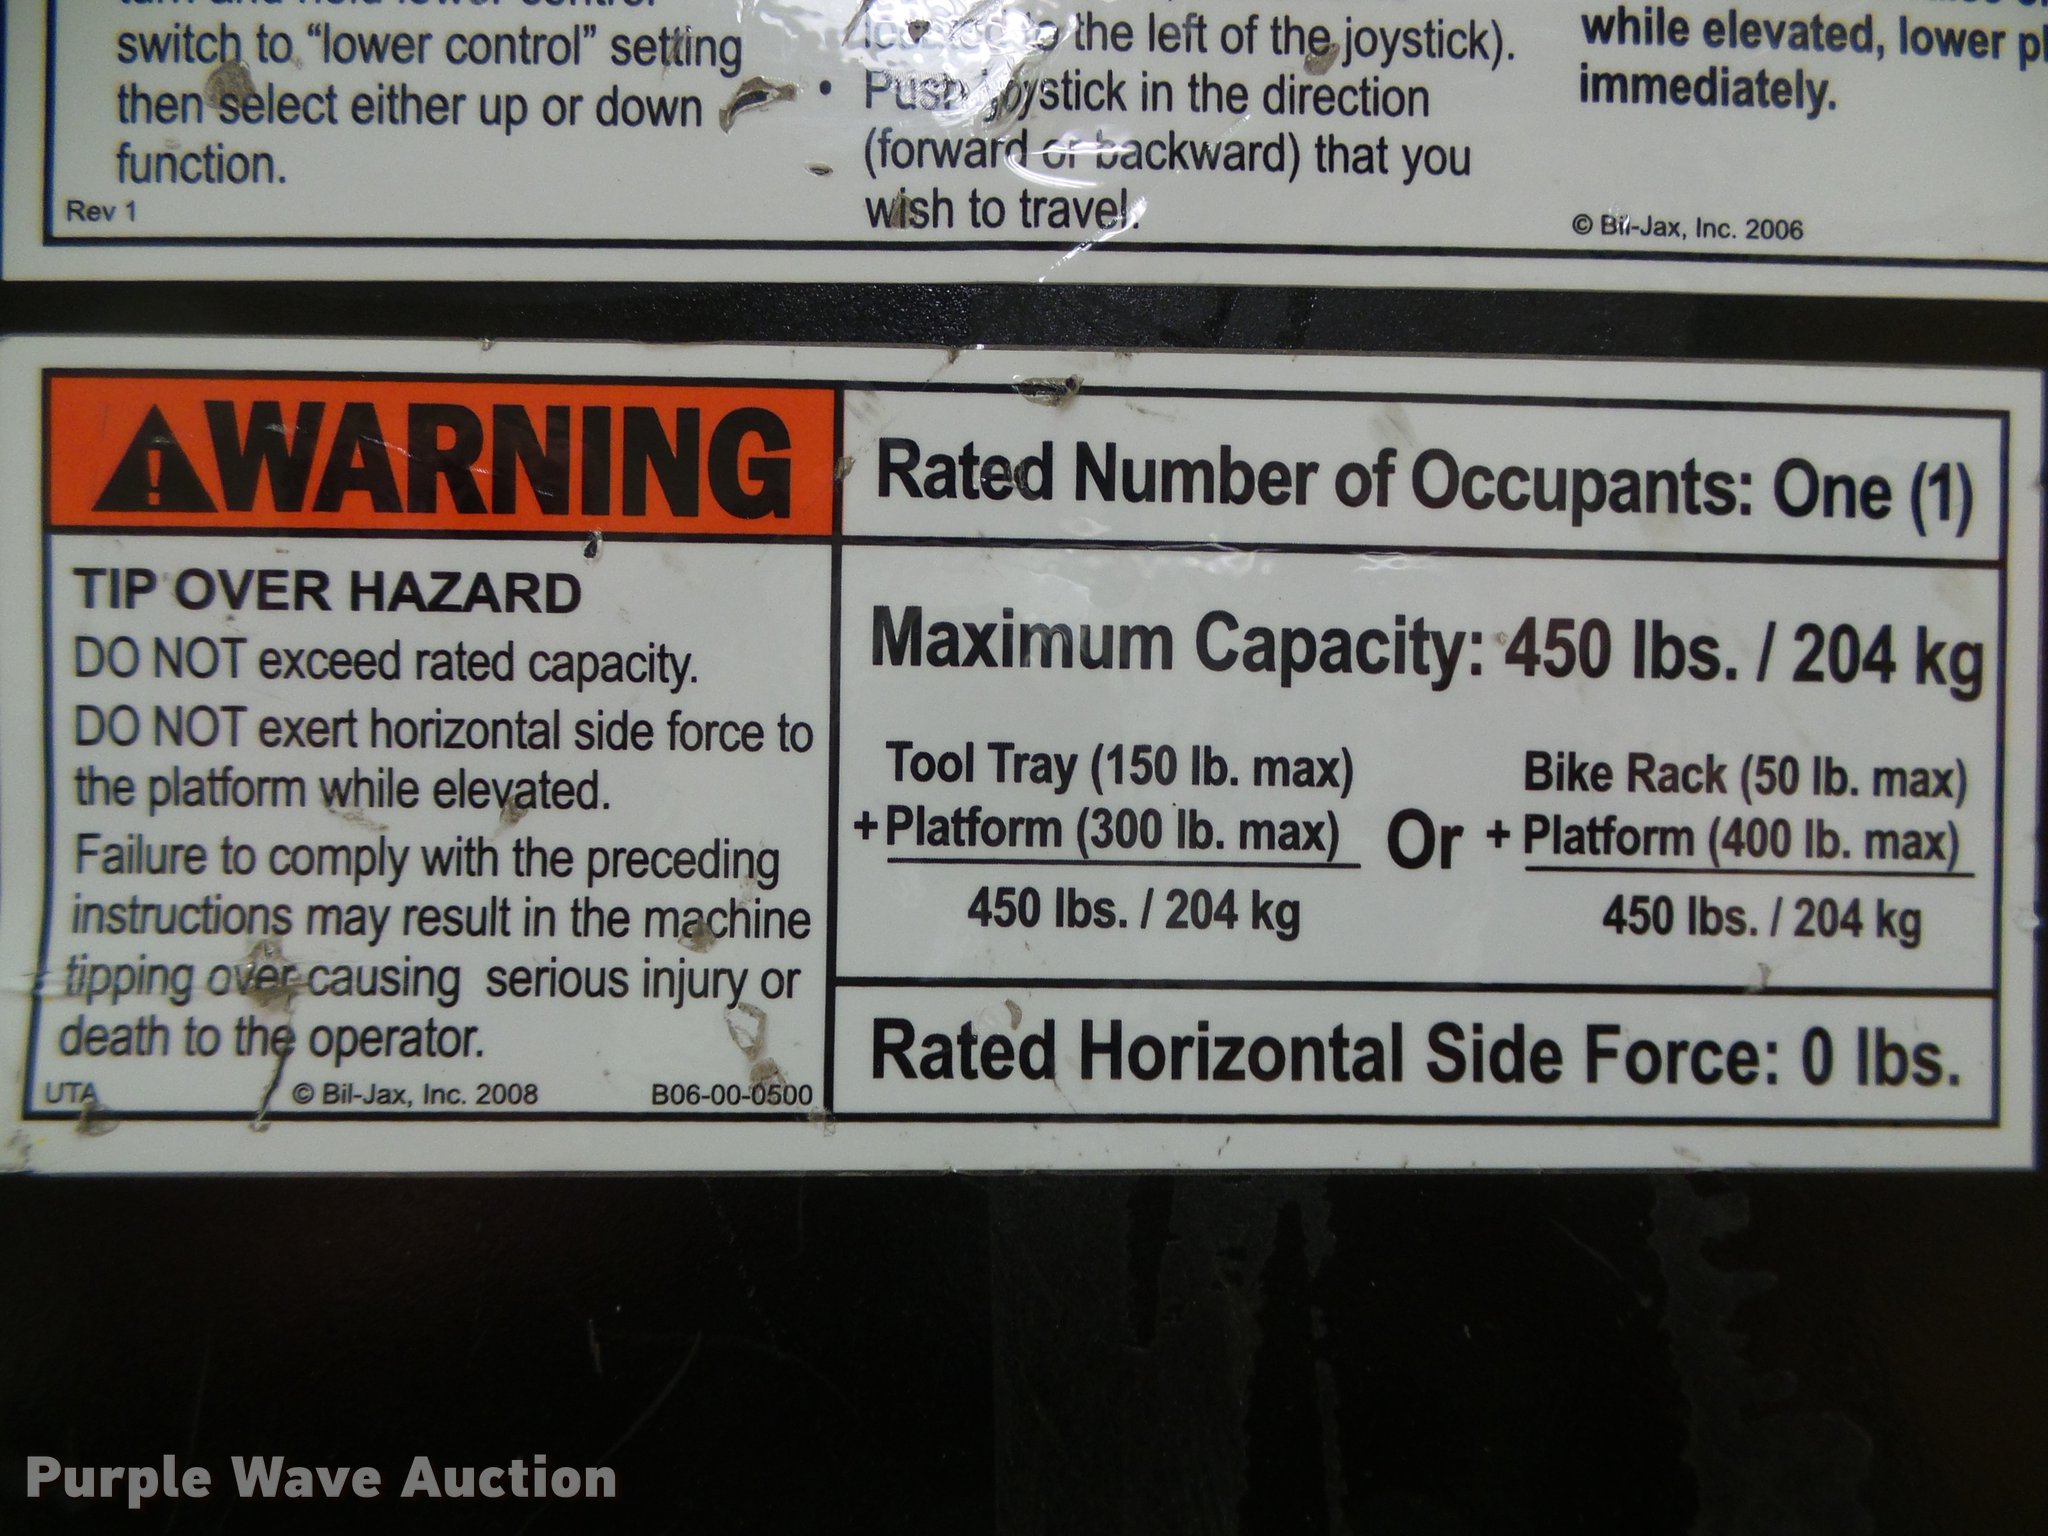 switch to "lower control" setting
then select either up or down
function.
Rev 1
to the left of the joystick).
• Push joystick in the direction
(forward or backward) that you
wish to travel.
while elevated, lower
immediately.
© Bil-Jax, Inc. 2006
WARNING
TIP OVER HAZARD
DO NOT exceed rated capacity.
DO NOT exert horizontal side force to
the platform while elevated.
Failure to comply with the preceding
instructions may result in the machine
tipping over causing serious injury or
death to the operator.
UTA © Bil-Jax, Inc. 2008 B06-00-0500
Rated Number of Occupants: One (1)
Maximum Capacity: 450 lbs. / 204 kg
Tool Tray (150 lb. max)
+ Platform (300 lb. max)
450 lbs. / 204 kg
Or
Bike Rack (50 lb. max)
+ Platform (400 lb. max)
450 lbs. / 204 kg
Rated Horizontal Side Force: 0 lbs.
Purple Wave Auction